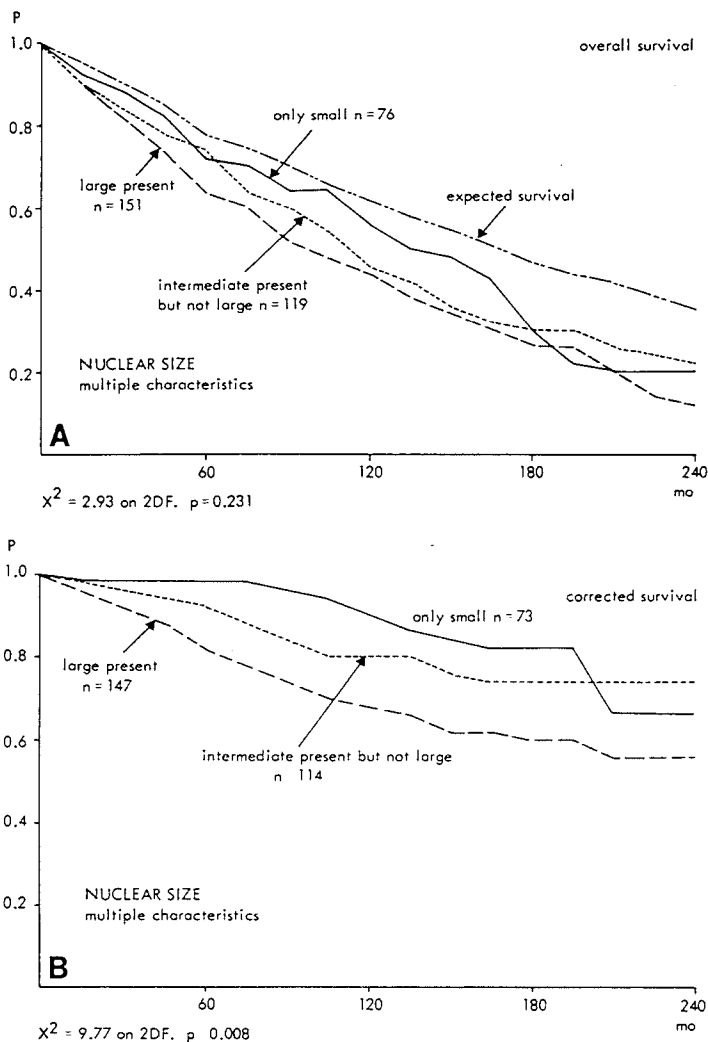 P
1.0
overall survival
only small n = 76
0.8
large present
n = 151
expected survival
0.6
intermediate present
but not large n = 119
0.4
NUCLEAR SIZE
multiple characteristics
0.2
A
60
120
180
240
mo
X² = 2.93 on 2DF. p = 0.231
P
1.0
corrected survival
only small n = 73
0.8
large present
n = 147
intermediate present but not large
n 114
0.6
0.4
NUCLEAR SIZE
multiple characteristics
0.2
B
60
120
180
240
mo
X² = 9.77 on 2DF. p 0.008